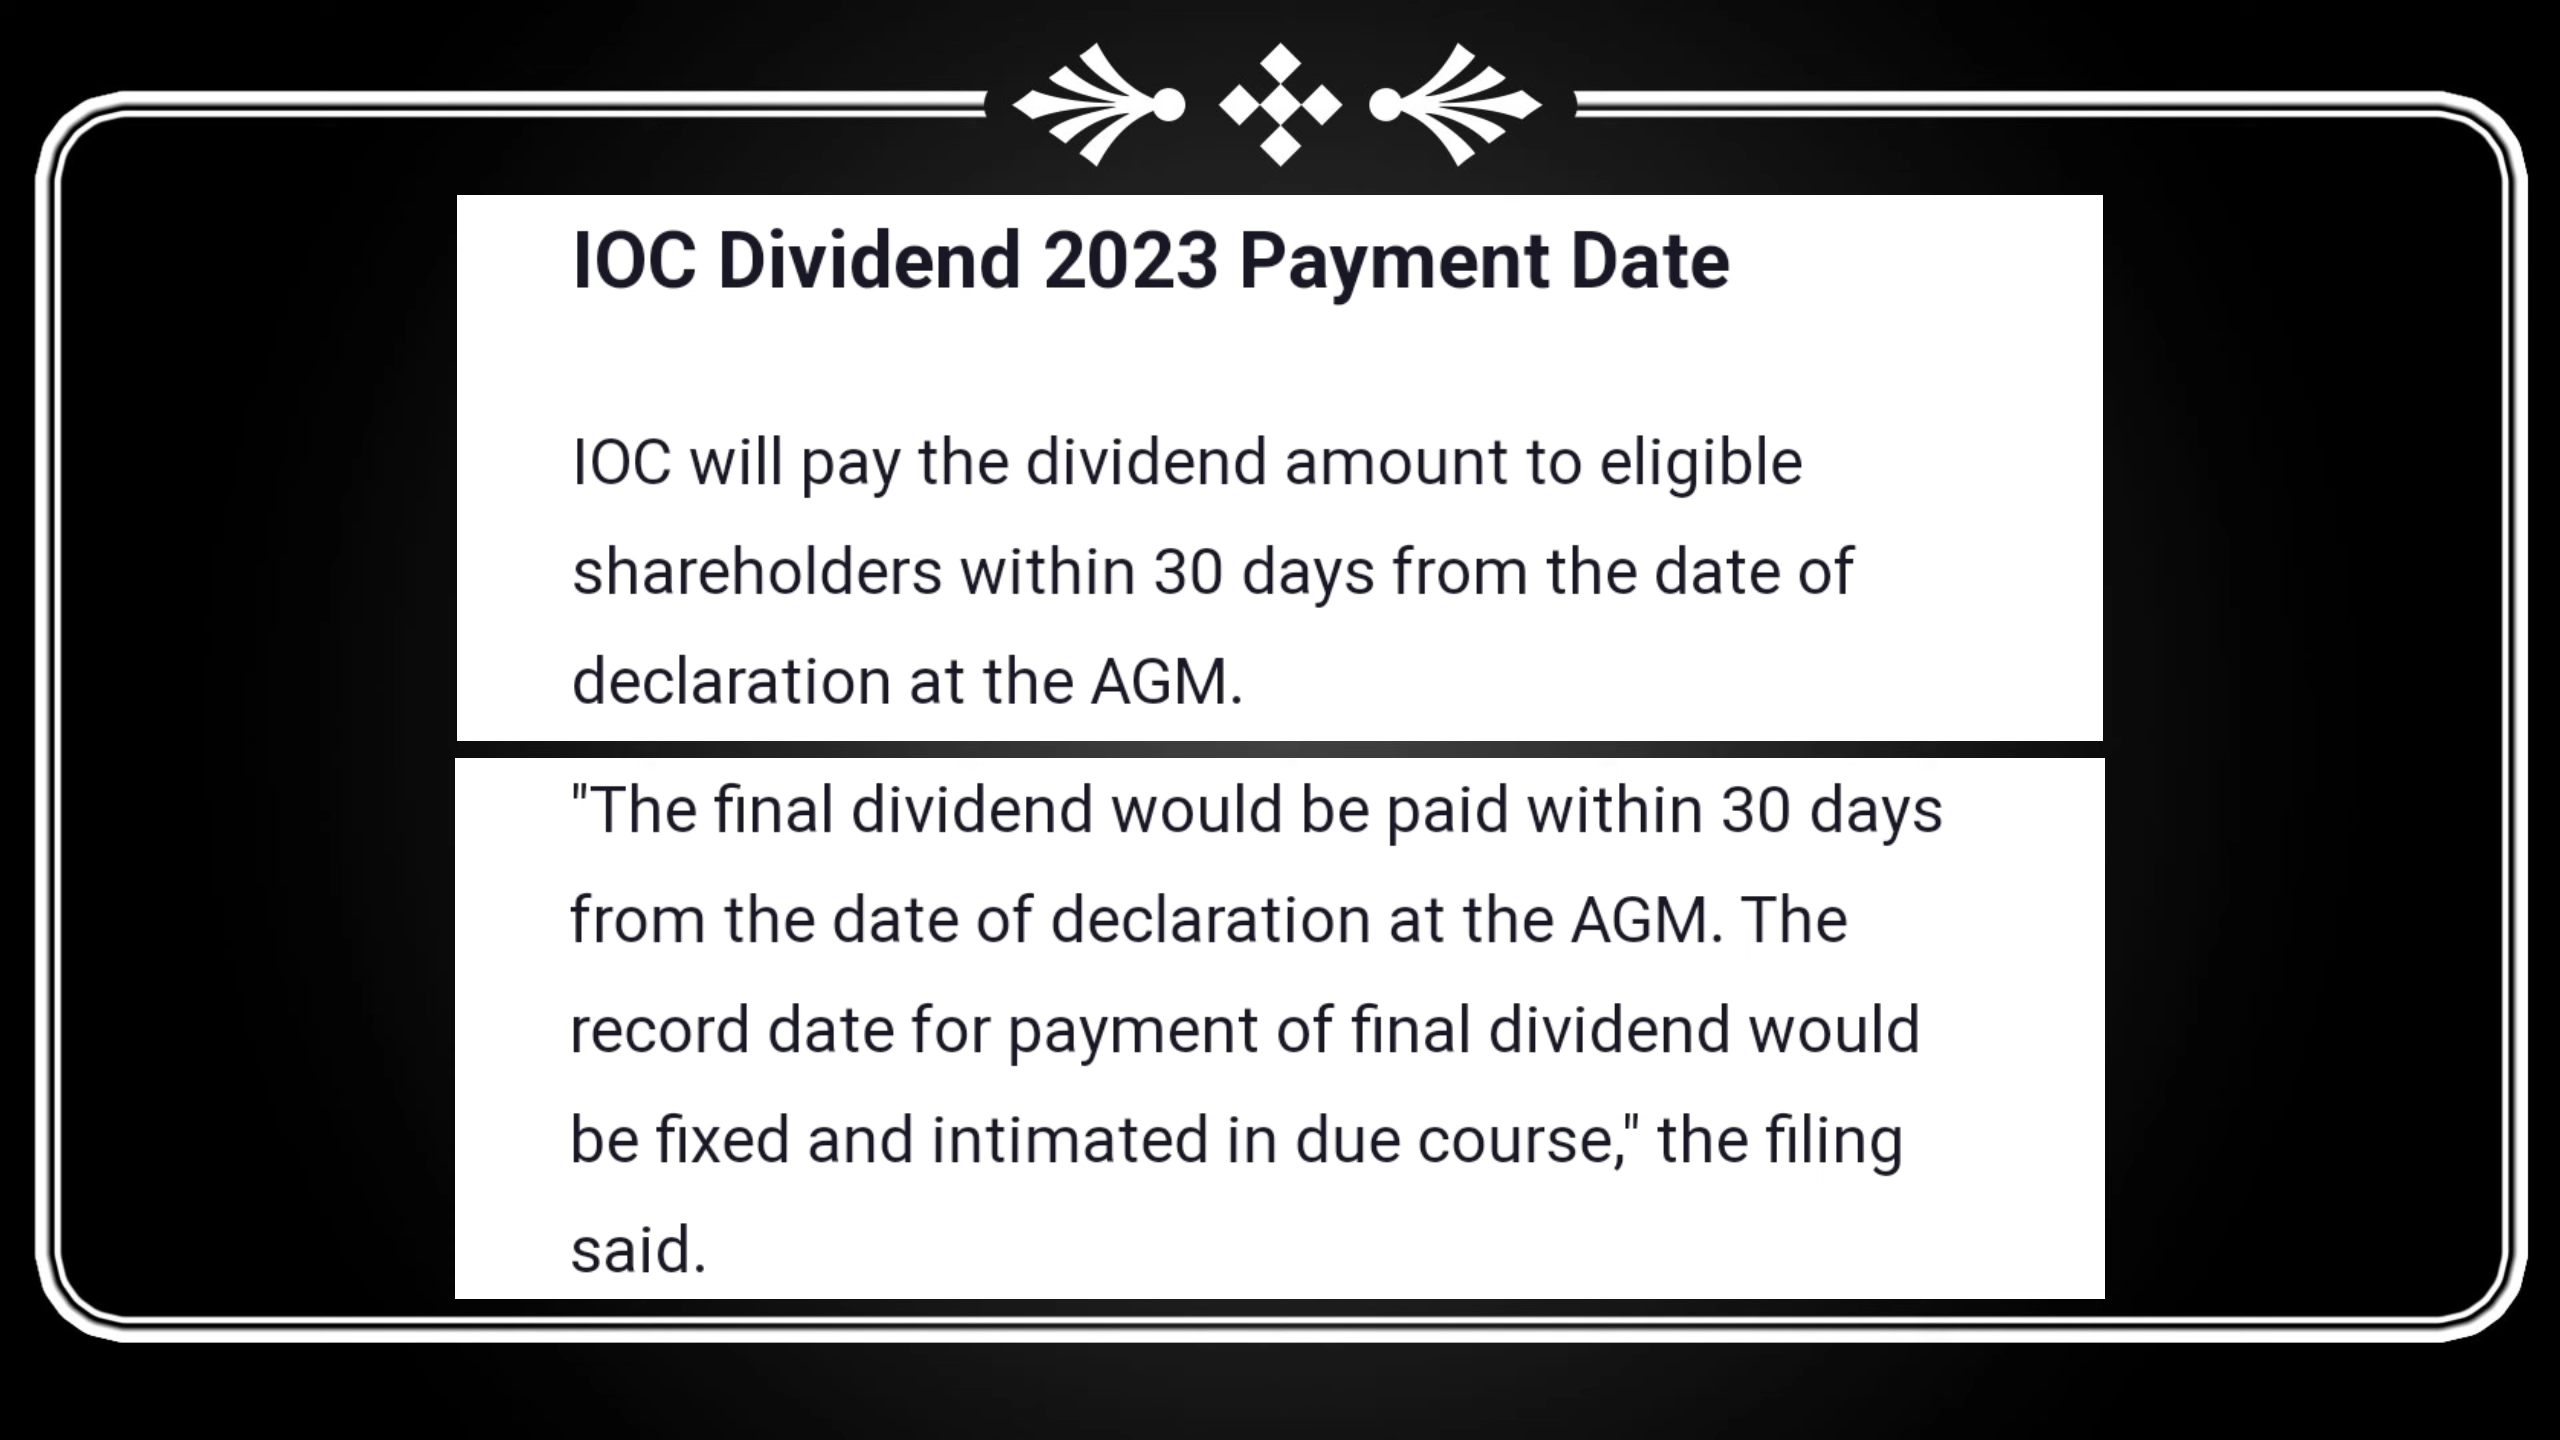 IOC Dividend 2023 Payment Date
IOC will pay the dividend amount to eligible
shareholders within 30 days from the date of
declaration at the AGM.
"The final dividend would be paid within 30 days
from the date of declaration at the AGM. The
record date for payment of final dividend would
be fixed and intimated in due course," the filing
said.